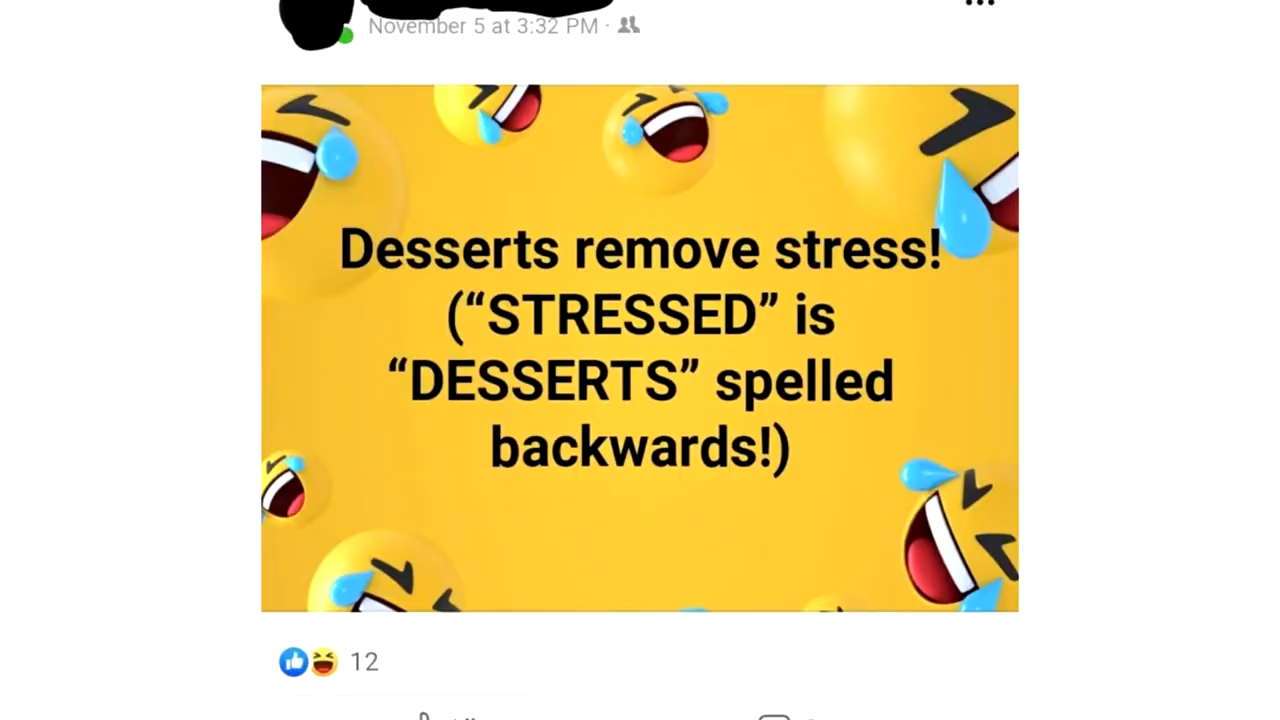 November 5 at 3:32 PM ·
Desserts remove stress!
(“STRESSED” is
“DESSERTS” spelled
backwards!)
12